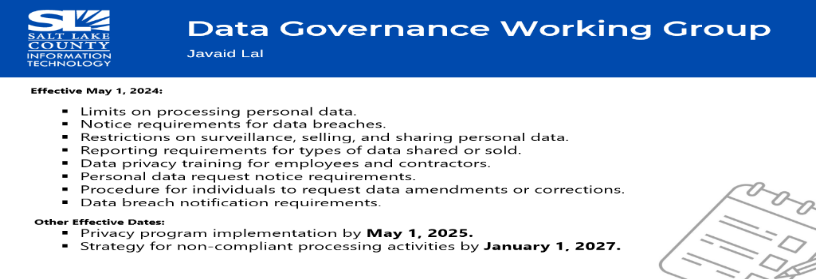 SL
SALT LAKE
COUNTY
INFORMATION
TECHNOLOGY
Data Governance Working Group
Javaid Lal
Effective May 1, 2024:
▪ Limits on processing personal data.
▪ Notice requirements for data breaches.
▪ Restrictions on surveillance, selling, and sharing personal data.
▪ Reporting requirements for types of data shared or sold.
▪ Data privacy training for employees and contractors.
▪ Personal data request notice requirements.
▪ Procedure for individuals to request data amendments or corrections.
▪ Data breach notification requirements.
Other Effective Dates:
▪ Privacy program implementation by May 1, 2025.
▪ Strategy for non-compliant processing activities by January 1, 2027.